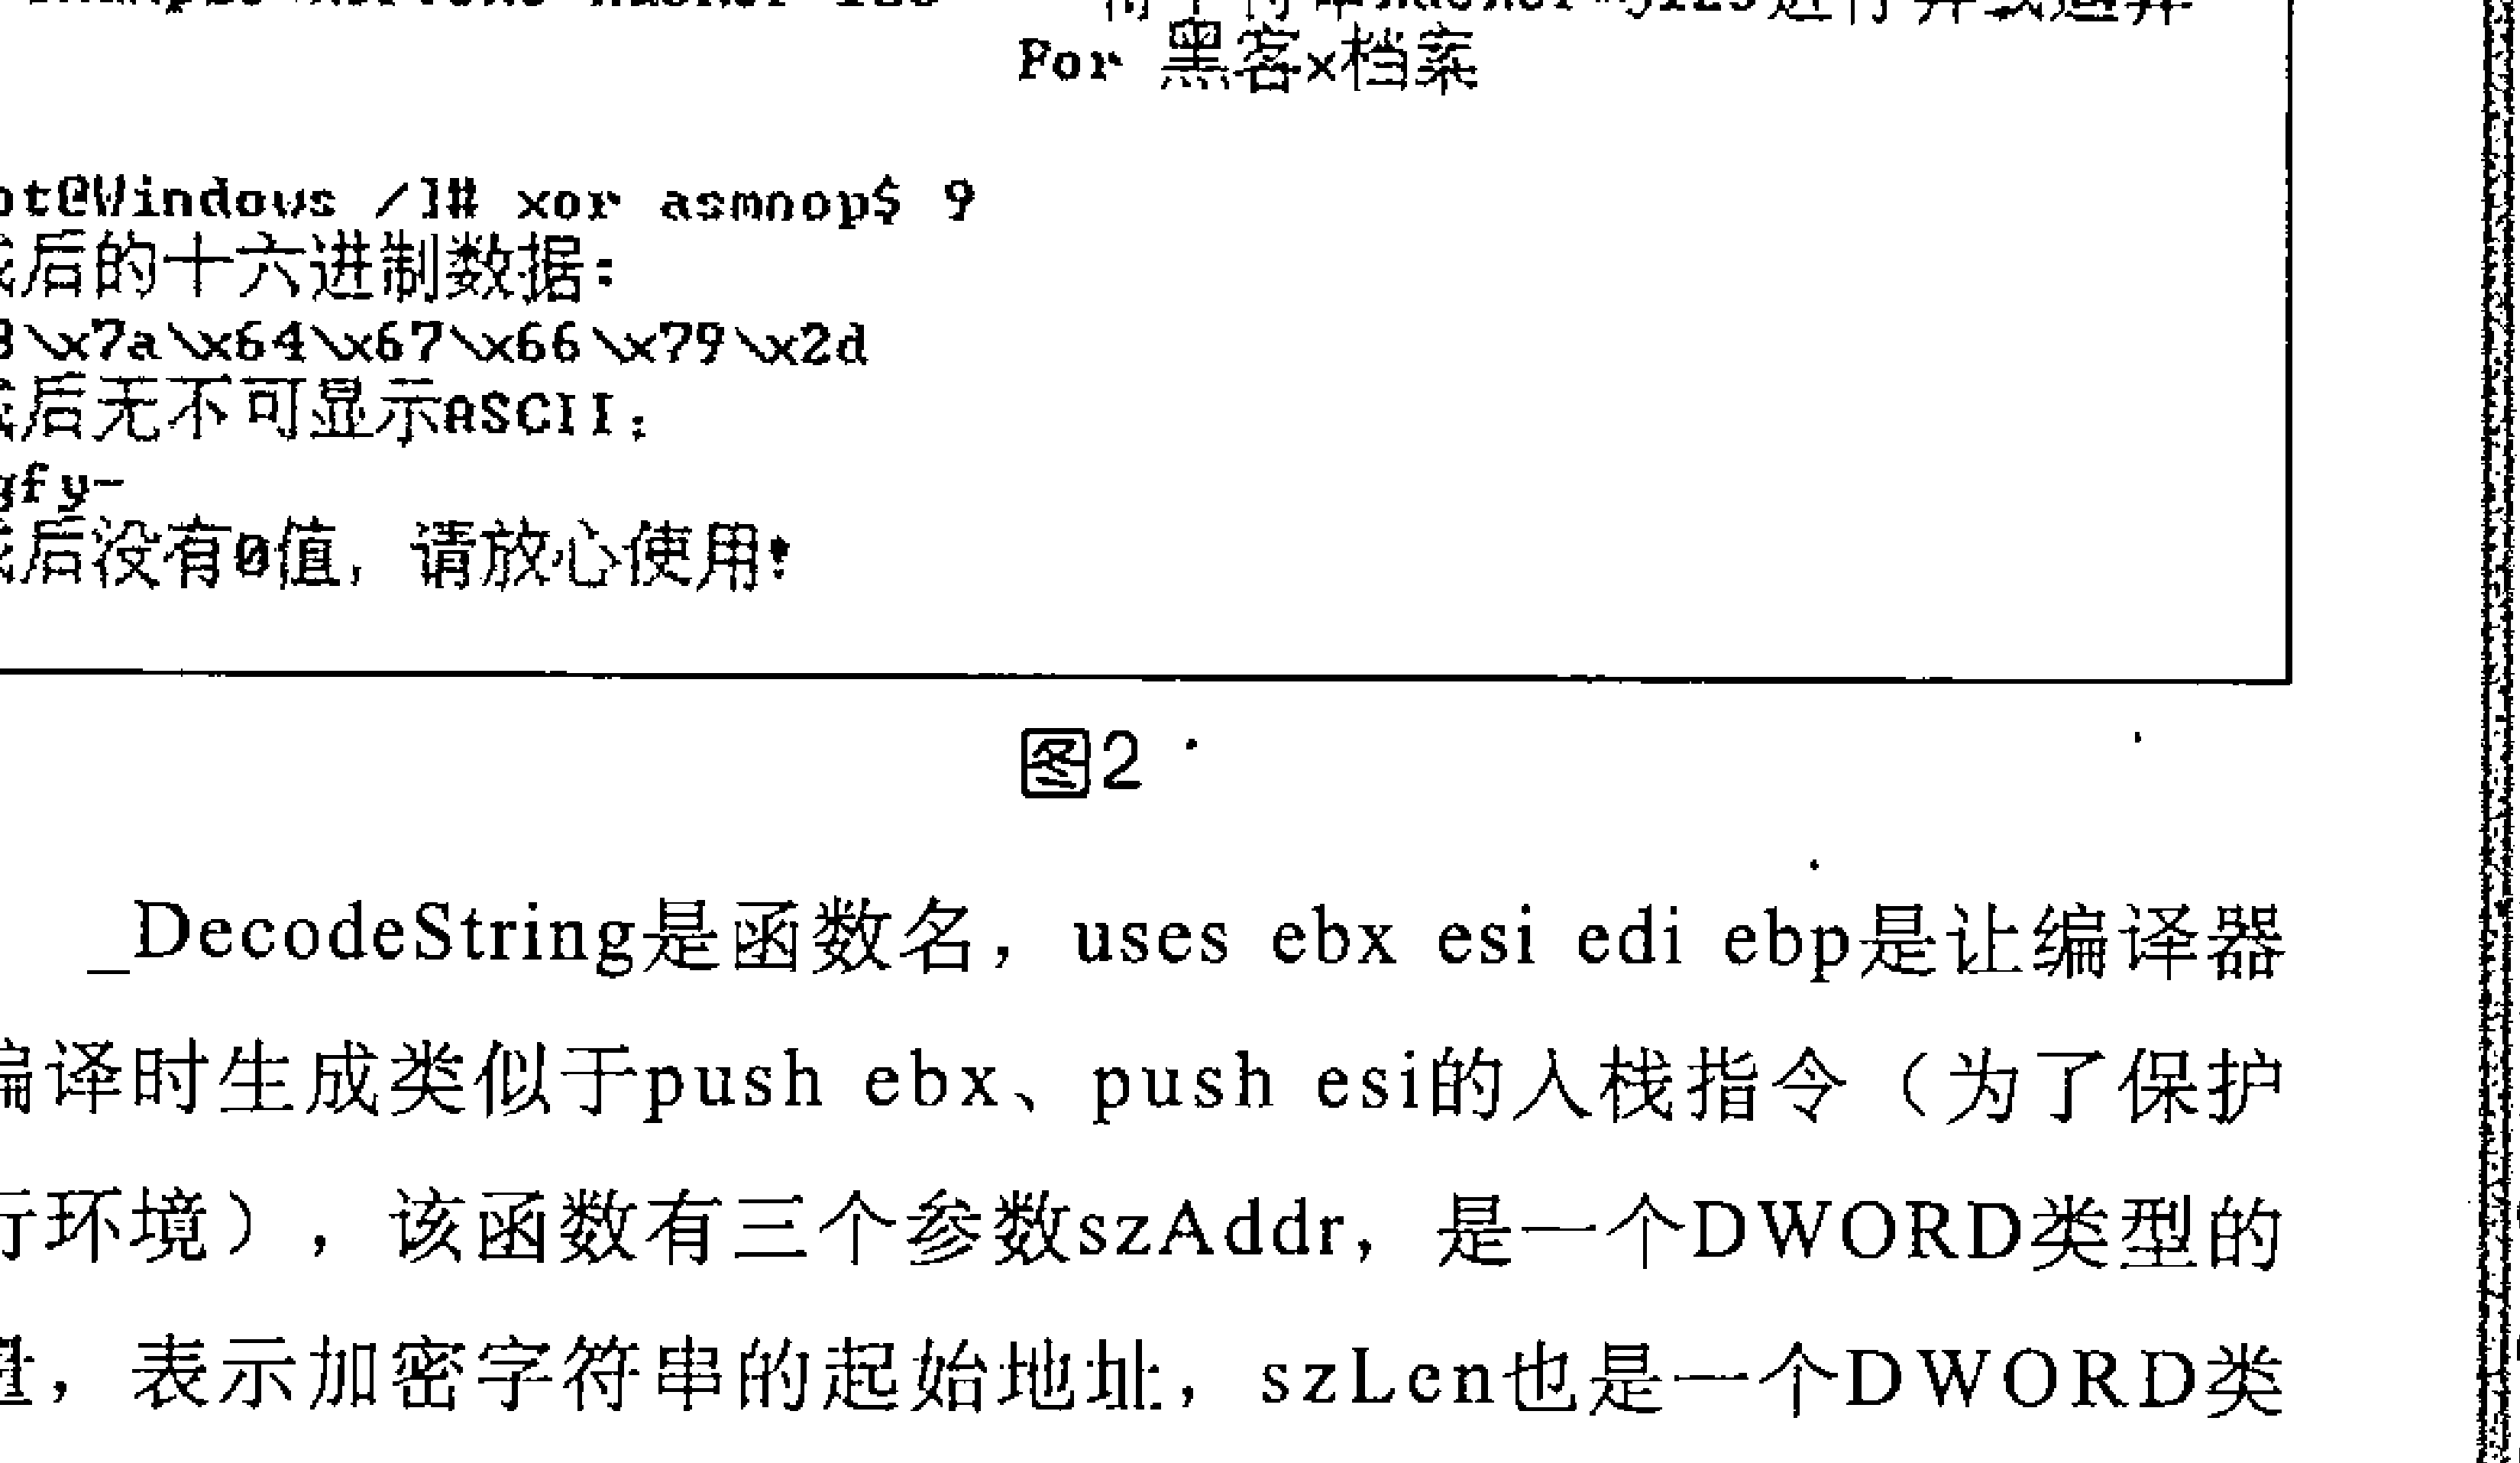 For 黑客x档案
ot@Windows /]# xor asmnop$ 9
后的十六进制数据:
\x7a\x64\x67\x66\x79\x2d
后无不可显示ASCII:
gfy-
后没有0值, 请放心使用!
图2
_DecodeString是函数名，uses ebx esi edi ebp是让编译器
编译时生成类似于push ebx、push esi的入栈指令（为了保护
行环境），该函数有三个参数szAddr，是一个DWORD类型的
，表示加密字符串的起始地址，szLen也是一个DWORD类